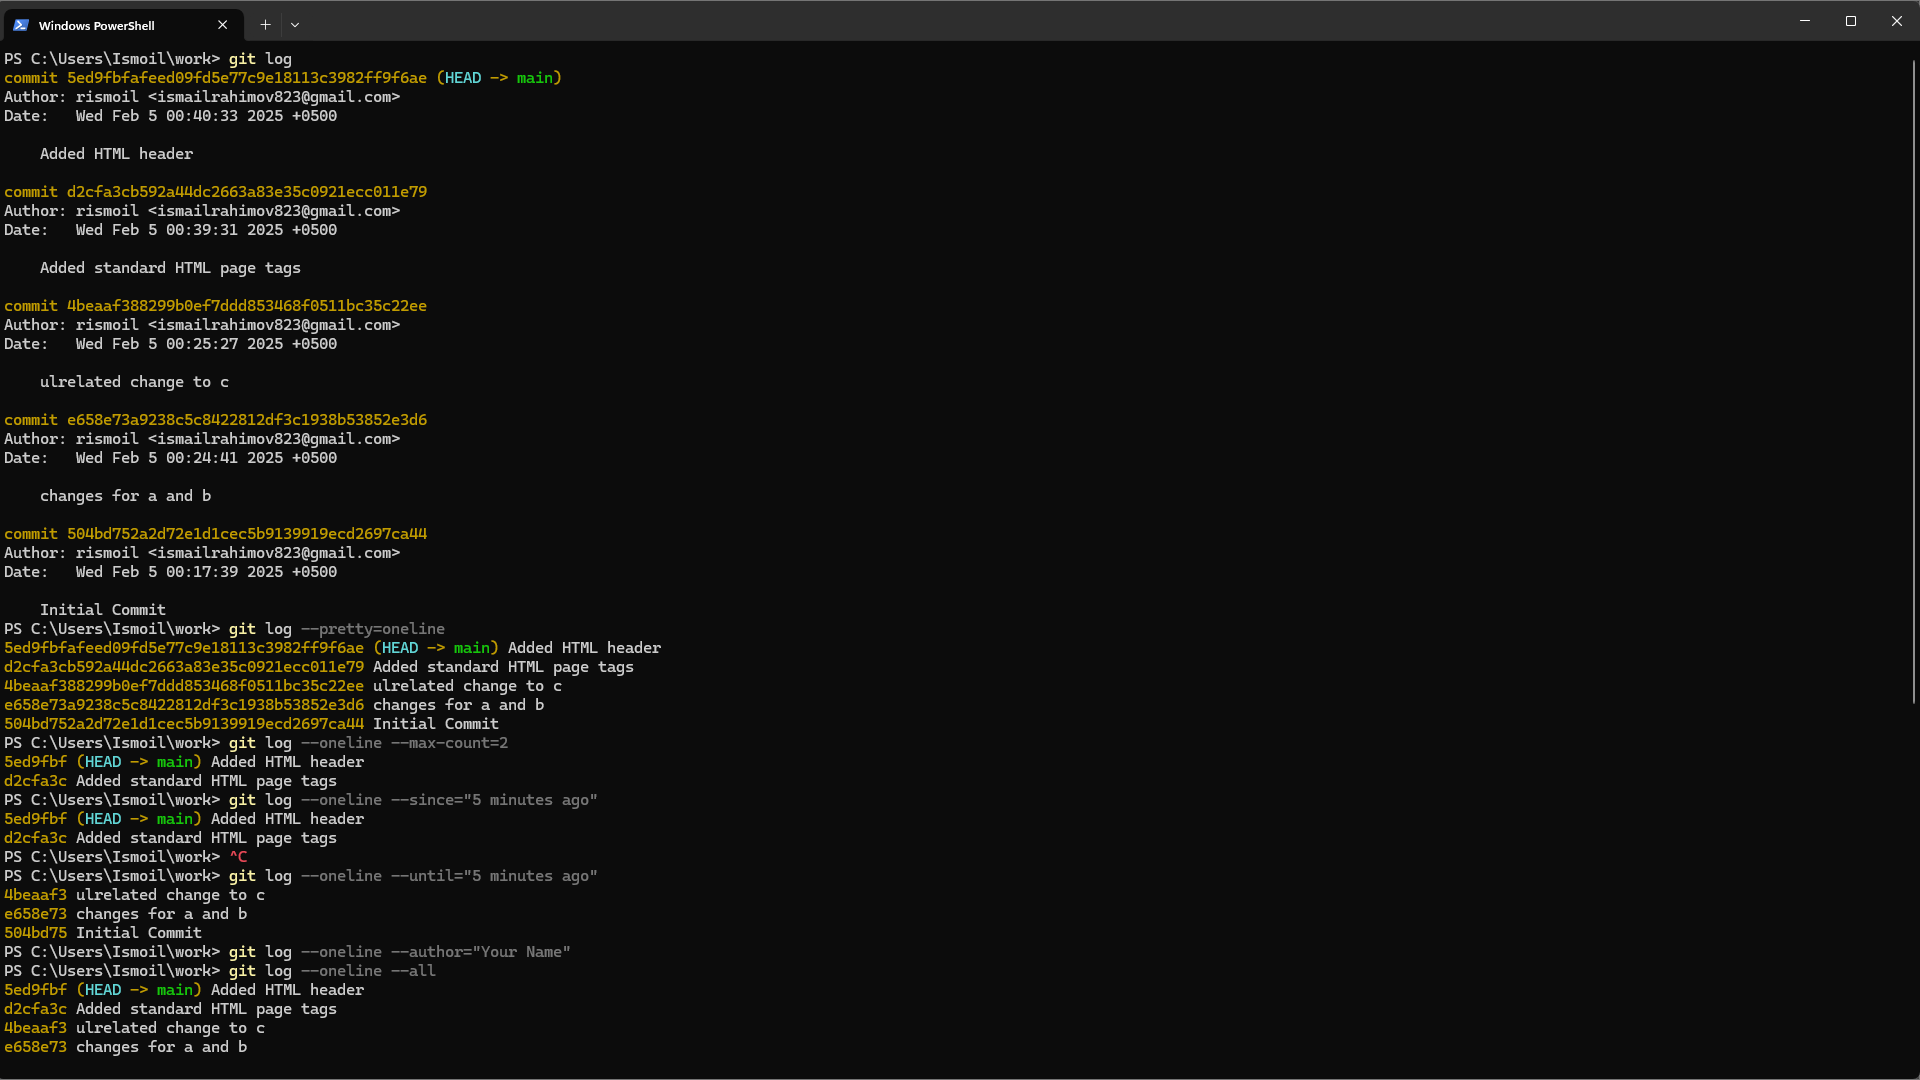 Windows PowerShell
PS C:\Users\Ismoil\work> git log
commit 5ed9fbfafeed09fd5e77c9e18113c3982ff9f6ae (HEAD -> main)
Author: rismoil <ismailrahimov823@gmail.com>
Date:   Wed Feb 5 00:40:33 2025 +0500
    Added HTML header
commit d2cfa3cb592a44dc2663a83e35c0921ecc011e79
Author: rismoil <ismailrahimov823@gmail.com>
Date:   Wed Feb 5 00:39:31 2025 +0500
    Added standard HTML page tags
commit 4beaaf388299b0ef7ddd853468f0511bc35c22ee
Author: rismoil <ismailrahimov823@gmail.com>
Date:   Wed Feb 5 00:25:27 2025 +0500
    ulrelated change to c
commit e658e73a9238c5c8422812df3c1938b53852e3d6
Author: rismoil <ismailrahimov823@gmail.com>
Date:   Wed Feb 5 00:24:41 2025 +0500
    changes for a and b
commit 504bd752a2d72e1d1cec5b9139919ecd2697ca44
Author: rismoil <ismailrahimov823@gmail.com>
Date:   Wed Feb 5 00:17:39 2025 +0500
    Initial Commit
PS C:\Users\Ismoil\work> git log --pretty=oneline
5ed9fbfafeed09fd5e77c9e18113c3982ff9f6ae (HEAD -> main) Added HTML header
d2cfa3cb592a44dc2663a83e35c0921ecc011e79 Added standard HTML page tags
4beaaf388299b0ef7ddd853468f0511bc35c22ee ulrelated change to c
e658e73a9238c5c8422812df3c1938b53852e3d6 changes for a and b
504bd752a2d72e1d1cec5b9139919ecd2697ca44 Initial Commit
PS C:\Users\Ismoil\work> git log --oneline --max-count=2
5ed9fbf (HEAD -> main) Added HTML header
d2cfa3c Added standard HTML page tags
PS C:\Users\Ismoil\work> git log --oneline --since="5 minutes ago"
5ed9fbf (HEAD -> main) Added HTML header
d2cfa3c Added standard HTML page tags
PS C:\Users\Ismoil\work> ^C
PS C:\Users\Ismoil\work> git log --oneline --until="5 minutes ago"
4beaaf3 ulrelated change to c
e658e73 changes for a and b
504bd75 Initial Commit
PS C:\Users\Ismoil\work> git log --oneline --author="Your Name"
PS C:\Users\Ismoil\work> git log --oneline --all
5ed9fbf (HEAD -> main) Added HTML header
d2cfa3c Added standard HTML page tags
4beaaf3 ulrelated change to c
e658e73 changes for a and b